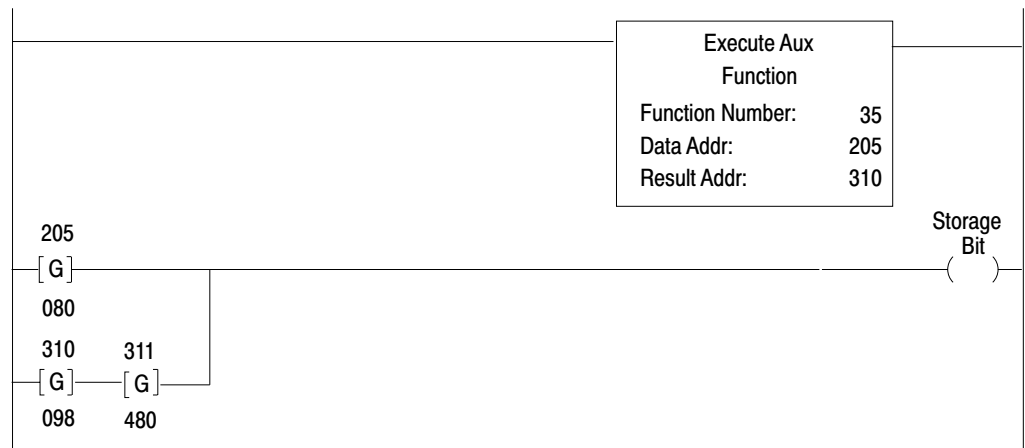 Execute Aux
Function
Function Number: 35
Data Addr: 205
Result Addr: 310
Storage
Bit
205
G
080
310 311
G G
098 480